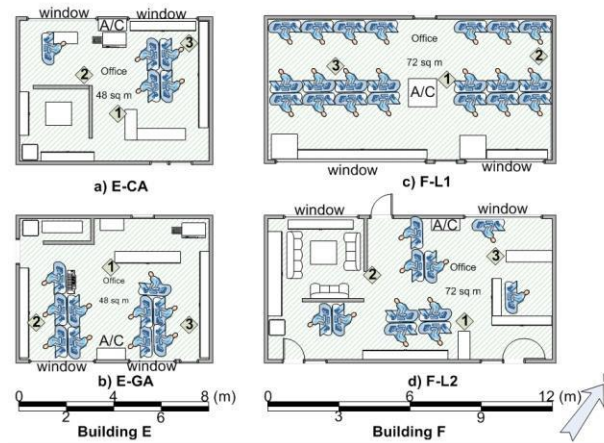 window window
A/C
3
Office
2
48 sq m
1
a) E-CA
Office
72 sq m
2
3
1
A/C
window window
c) F-L1
1
Office
48 sq m
2
3
A/C
window window
b) E-GA
window window
A/C
Office
3
2
72 sq m
1
d) F-L2
0 4 8 (m)
2 6
Building E
0 6 12 (m)
3 9
Building F